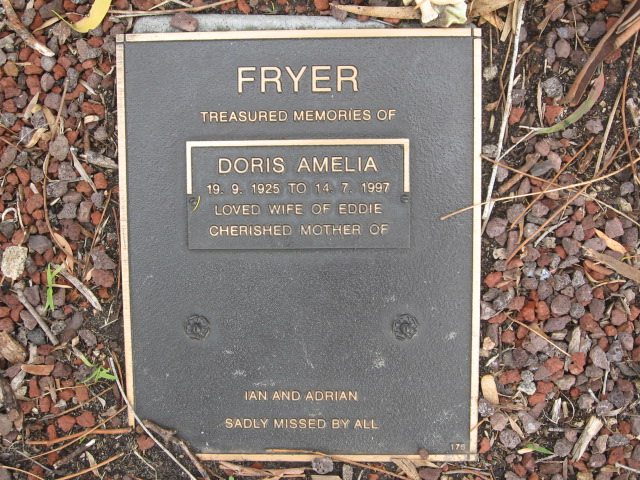 FRYER
TREASURED MEMORIES OF
DORIS AMELIA
19. 9. 1925 TO 14. 7. 1997
LOVED WIFE OF EDDIE
CHERISHED MOTHER OF
IAN AND ADRIAN
SADLY MISSED BY ALL